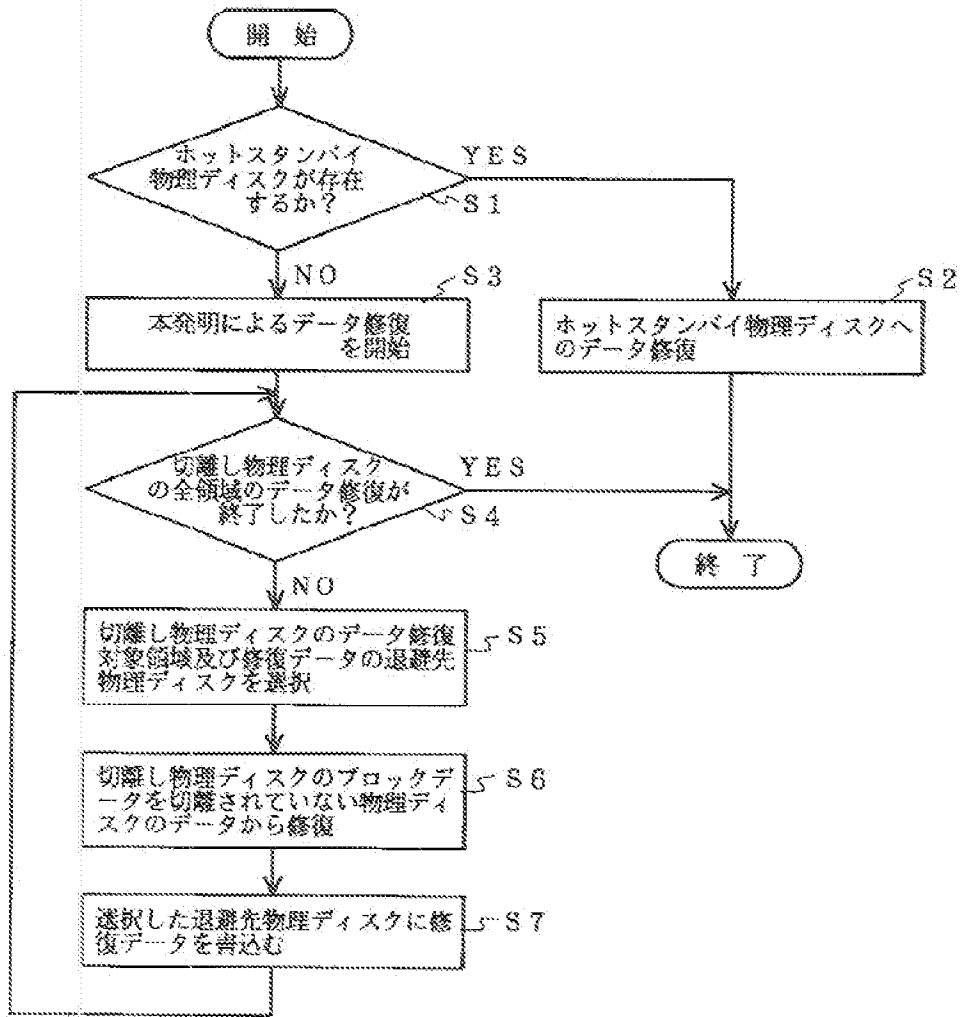 開 始
ホットスタンバイ
物理ディスクが存在
するか?
YES
S1
NO
S3
本発明によるデータ修復
を開始
S2
ホットスタンバイ物理ディスクへ
のデータ修復
切離し物理ディスク
の全領域のデータ修復が
終了したか?
YES
S4
終 了
NO
切離し物理ディスクのデータ修復
対象領域及び修復データの退避先
物理ディスクを選択
S5
切離し物理ディスクのブロックデ
ータを切離されていない物理ディ
スクのデータから修復
S6
選択した退避先物理ディスクに修
復データを書込む
S7